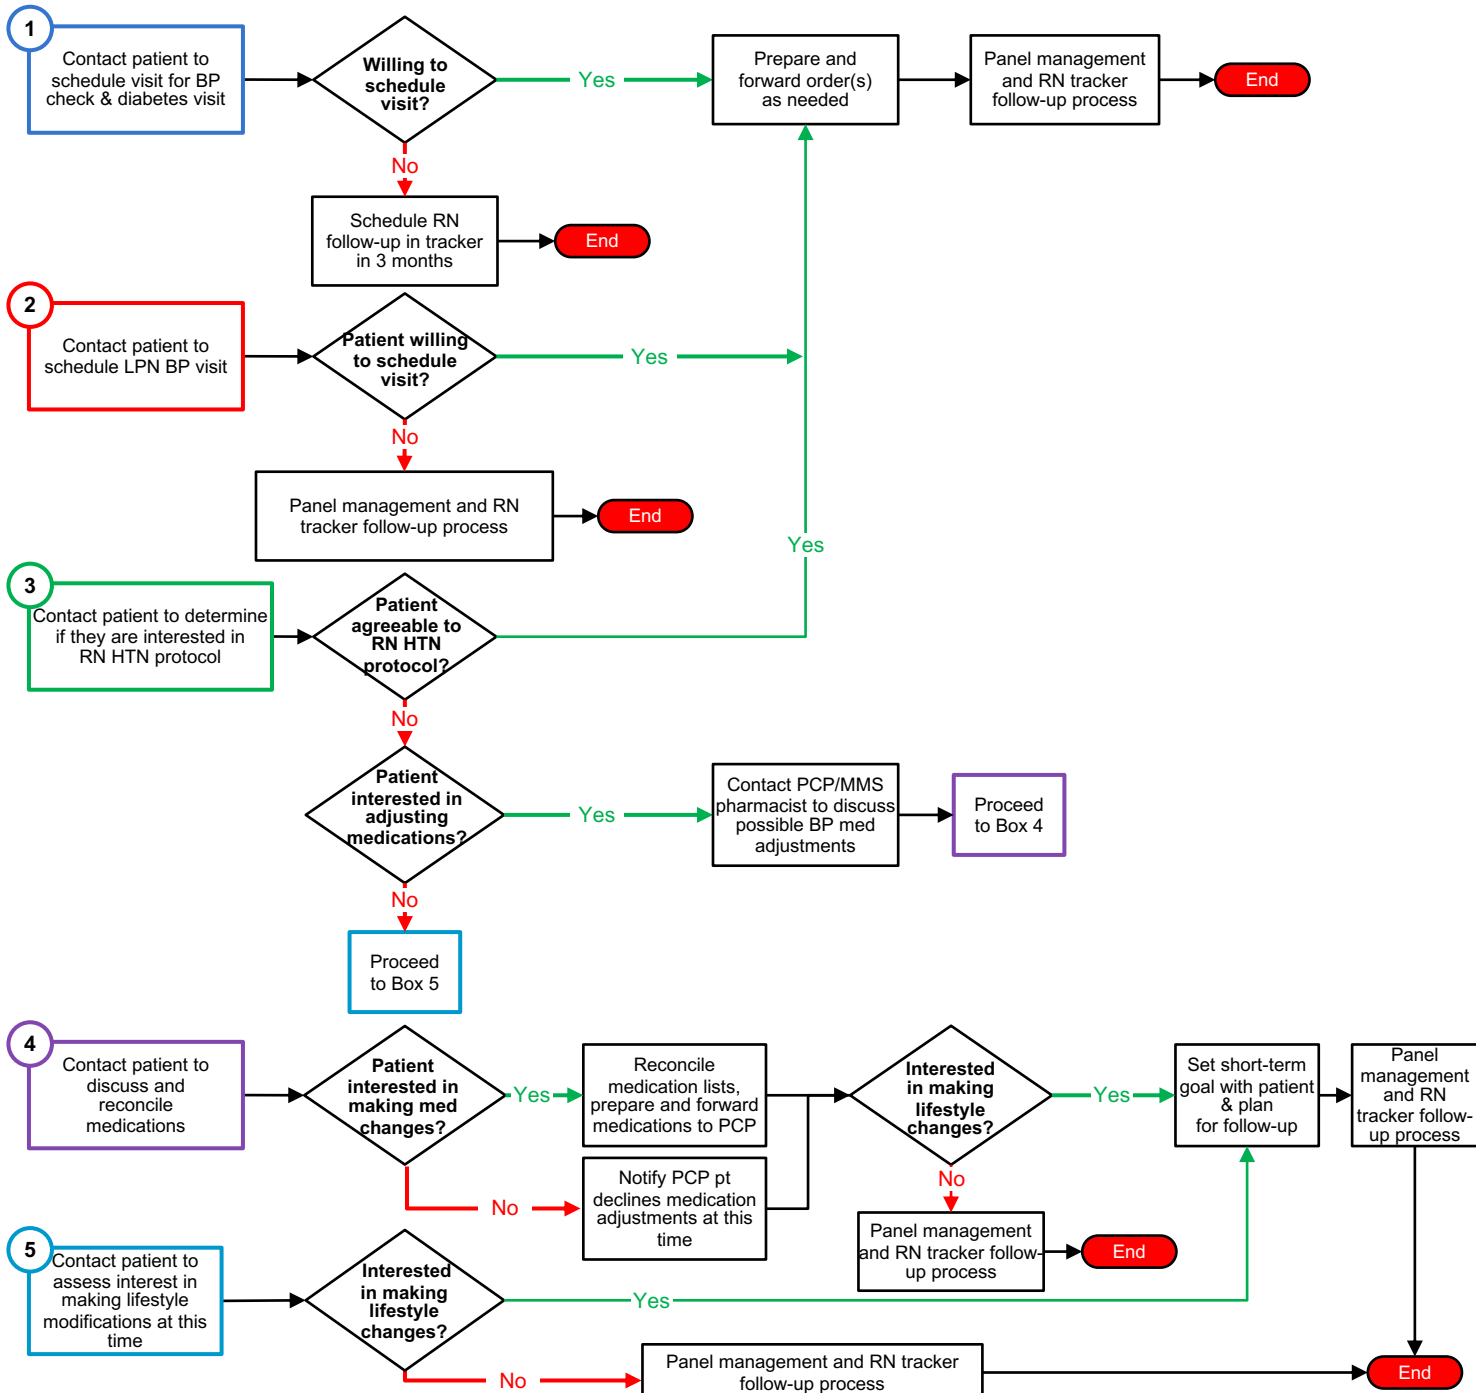 1
Contact patient to
schedule visit for BP
check & diabetes visit
Willing to
schedule
visit?
Yes
Prepare and
forward order(s)
as needed
Panel management
and RN tracker
follow-up process
End
No
Schedule RN
follow-up in tracker
in 3 months
End
2
Contact patient to
schedule LPN BP visit
Patient willing
to schedule
visit?
Yes
No
Panel management and RN
tracker follow-up process
End
Yes
3
Contact patient to determine
if they are interested in
RN HTN protocol
Patient
agreeable to
RN HTN
protocol?
No
Patient
interested in
adjusting
medications?
Yes
Contact PCP/MMS
pharmacist to discuss
possible BP med
adjustments
Proceed
to Box 4
No
Proceed
to Box 5
4
Contact patient to
discuss and
reconcile
medications
Patient
interested in
making med
changes?
Yes
Reconcile
medication lists,
prepare and forward
medications to PCP
No
Notify PCP pt
declines medication
adjustments at this
time
Interested
in making
lifestyle
changes?
Yes
Set short-term
goal with patient
& plan
for follow-up
Panel
management
and RN
tracker follow-
up process
No
Panel management
and RN tracker follow-
up process
End
5
Contact patient to
assess interest in
making lifestyle
modifications at this
time
Interested
in making
lifestyle
changes?
Yes
No
Panel management and RN tracker
follow-up process
End